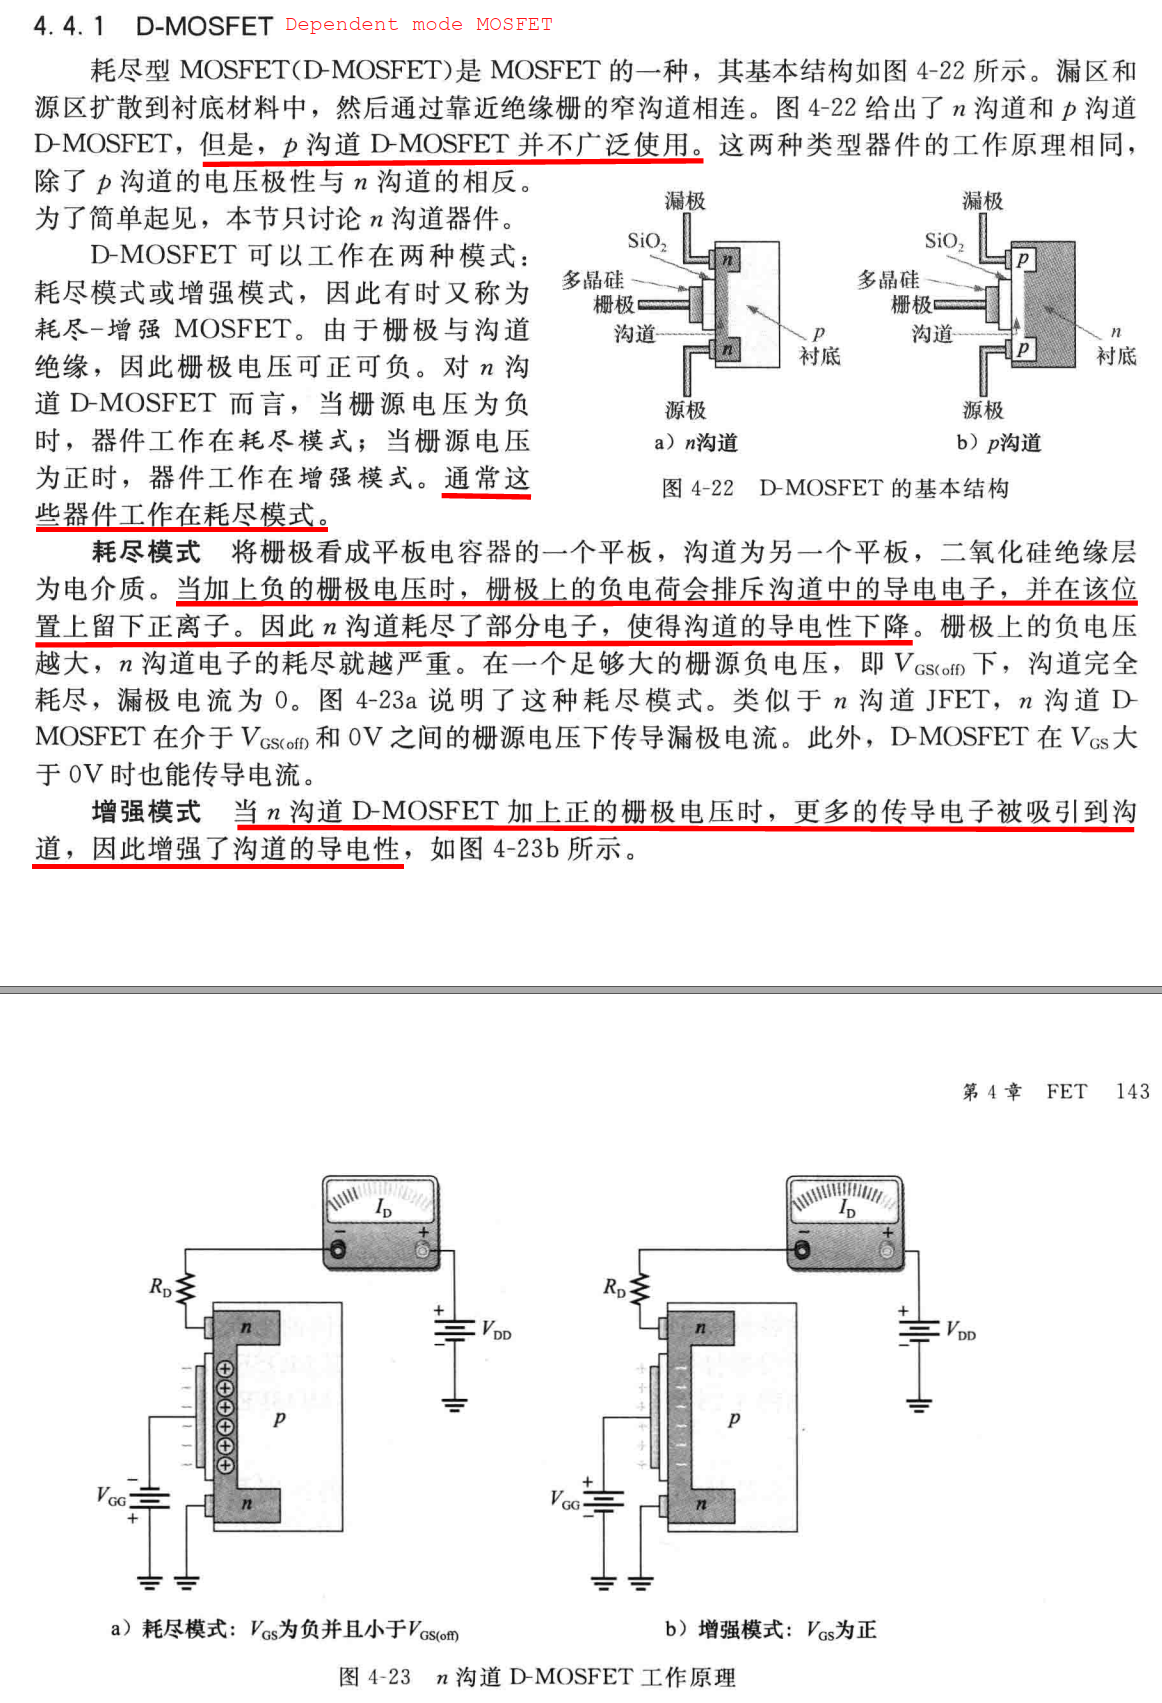 4.4.1 D-MOSFET Dependent mode MOSFET
耗尽型 MOSFET(D-MOSFET)是 MOSFET 的一种，其基本结构如图 4-22 所示。漏区和
源区扩散到衬底材料中，然后通过靠近绝缘栅的窄沟道相连。图 4-22 给出了 n 沟道和 p 沟道
D-MOSFET，但是，p 沟道 D-MOSFET 并不广泛使用。这两种类型器件的工作原理相同，
除了 p 沟道的电压极性与 n 沟道的相反。
为了简单起见，本节只讨论 n 沟道器件。
D-MOSFET 可以工作在两种模式：
耗尽模式或增强模式，因此有时又称为
耗尽-增强 MOSFET。由于栅极与沟道
绝缘，因此栅极电压可正可负。对 n 沟
道 D-MOSFET 而言，当栅源电压为负
时，器件工作在耗尽模式；当栅源电压
为正时，器件工作在增强模式。通常这
些器件工作在耗尽模式。
漏极
SiO₂
n
多晶硅
栅极
沟道
p
衬底
n
源极
a）n沟道
漏极
SiO₂
p
多晶硅
栅极
沟道
n
衬底
p
源极
b）p沟道
图 4-22 D-MOSFET 的基本结构
耗尽模式 将栅极看成平板电容器的一个平板，沟道为另一个平板，二氧化硅绝缘层
为电介质。当加上负的栅极电压时，栅极上的负电荷会排斥沟道中的导电电子，并在该位
置上留下正离子。因此 n 沟道耗尽了部分电子，使得沟道的导电性下降。栅极上的负电压
越大，n 沟道电子的耗尽就越严重。在一个足够大的栅源负电压，即 VGS(off) 下，沟道完全
耗尽，漏极电流为 0。图 4-23a 说明了这种耗尽模式。类似于 n 沟道 JFET，n 沟道 D-
MOSFET 在介于 VGS(off) 和 0V 之间的栅源电压下传导漏极电流。此外，D-MOSFET 在 VGS 大
于 0V 时也能传导电流。
增强模式 当 n 沟道 D-MOSFET 加上正的栅极电压时，更多的传导电子被吸引到沟
道，因此增强了沟道的导电性，如图 4-23b 所示。
第 4 章 FET 143
ID
− +
RD
n
+
VDD
−
p
−
VGG
+
n
a）耗尽模式：VGS为负并且小于VGS(off)
ID
− +
RD
n
+
VDD
−
p
+
VGG
−
n
b）增强模式：VGS为正
图 4-23 n 沟道 D-MOSFET 工作原理